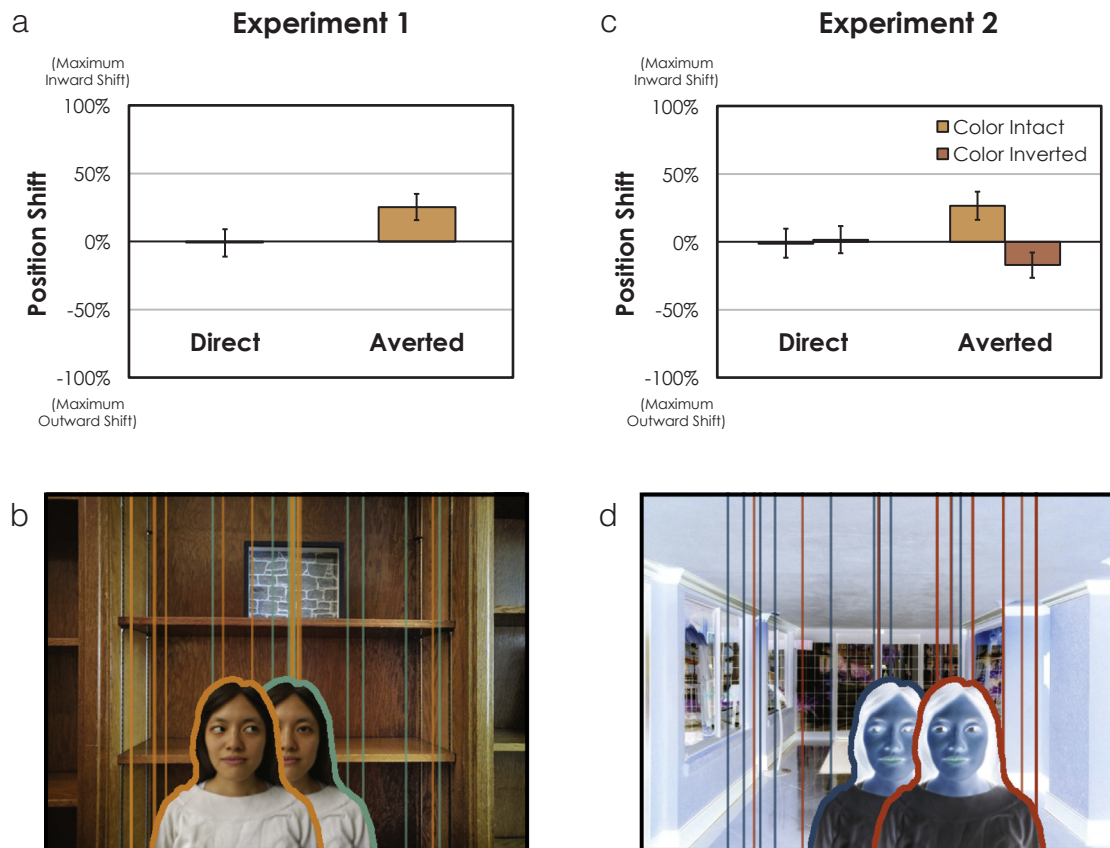 a
Experiment 1
(Maximum
Inward Shift)
100%
50%
0%
-50%
-100%
Position Shift
Direct
Averted
(Maximum
Outward Shift)
c
Experiment 2
(Maximum
Inward Shift)
100%
50%
0%
-50%
-100%
Position Shift
Color Intact
Color Inverted
Direct
Averted
(Maximum
Outward Shift)
b
d